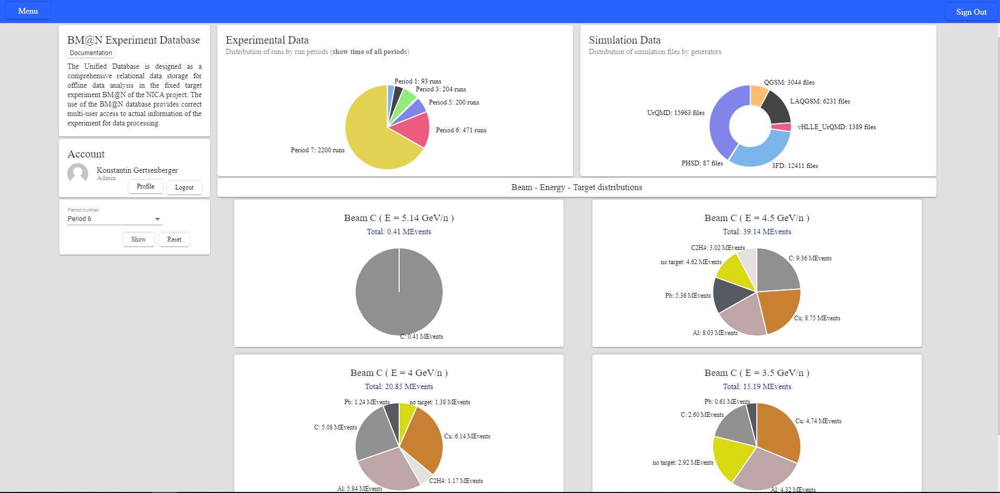 Menu
Sign Out
BM@N Experiment Database
Documentation
The Unified Database is designed as a
comprehensive relational data storage for
offline data analysis in the fixed target
experiment BM@N of the NICA project. The
use of the BM@N database provides correct
multi-user access to actual information of the
experiment for data processing.
Account
Konstantin Gertsenberger
Admin
Profile
Logout
Period number
Period 6
Show
Reset
Experimental Data
Distribution of runs by run periods (show time of all periods)
Period 1: 93 runs
Period 3: 204 runs
Period 5: 200 runs
Period 6: 471 runs
Period 7: 2200 runs
Simulation Data
Distribution of simulation files by generators
QGSM: 3044 files
LAQGSM: 6231 files
UrQMD: 15963 files
vHLLE_UrQMD: 1389 files
PHSD: 87 files
3FD: 12411 files
Beam - Energy - Target distributions
Beam C ( E = 5.14 GeV/n )
Total: 0.41 MEvents
C: 0.41 MEvents
Beam C ( E = 4.5 GeV/n )
Total: 39.14 MEvents
C2H4: 3.02 MEvents
C: 9.36 MEvents
no target: 4.62 MEvents
Pb: 5.36 MEvents
Cu: 8.75 MEvents
Al: 8.03 MEvents
Beam C ( E = 4 GeV/n )
Total: 20.85 MEvents
Pb: 1.24 MEvents
no target: 1.38 MEvents
C: 5.08 MEvents
Cu: 6.14 MEvents
C2H4: 1.17 MEvents
Al: 5.84 MEvents
Beam C ( E = 3.5 GeV/n )
Total: 15.19 MEvents
Pb: 0.61 MEvents
C: 2.60 MEvents
Cu: 4.74 MEvents
no target: 2.92 MEvents
Al: 4.32 MEvents